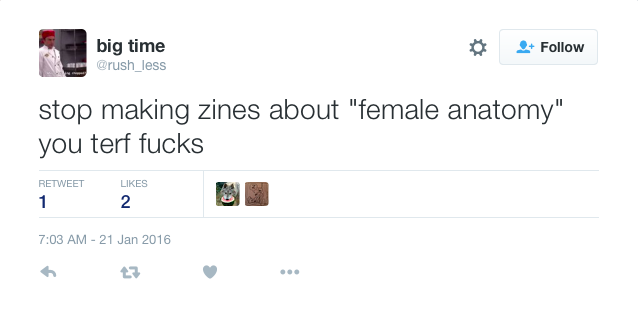 big time
@rush_less
Follow
stop making zines about "female anatomy"
you terf fucks
RETWEET
LIKES
1
2
7:03 AM - 21 Jan 2016